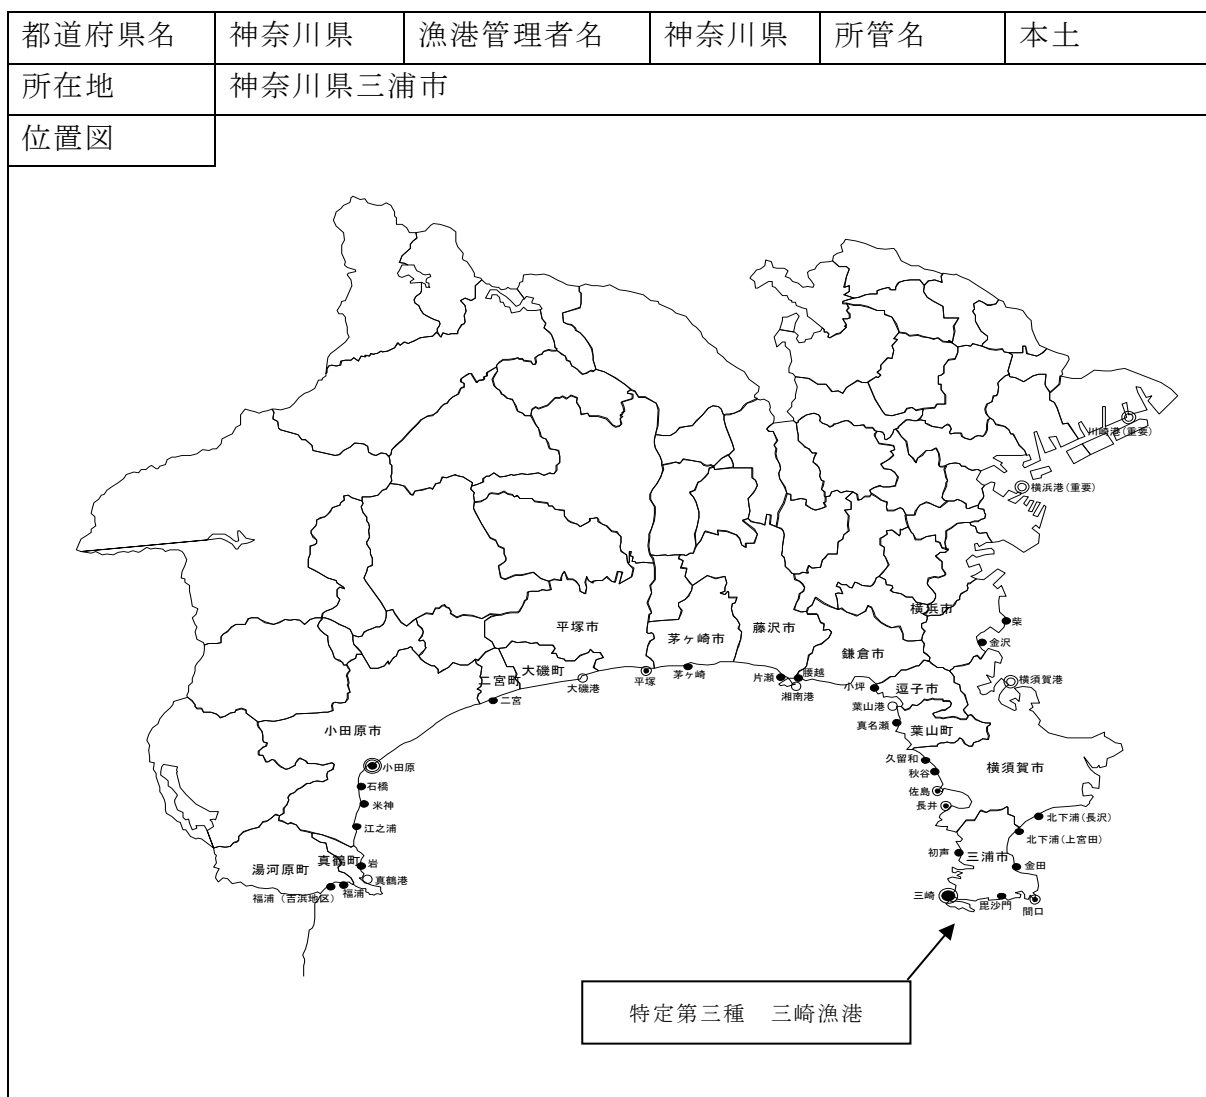 都道府県名 神奈川県 漁港管理者名 神奈川県 所管名 本土
所在地 神奈川県三浦市
位置図
川崎港(重要)
横浜港(重要)
横浜市
柴
平塚市
藤沢市
茅ヶ崎市
金沢
鎌倉市
大磯町
二宮町
大磯港
平塚
茅ヶ崎
片瀬
腰越
湘南港
小坪
逗子市
横須賀港
二宮
葉山港
真名瀬
葉山町
小田原市
久留和
横須賀市
小田原
秋谷
石橋
佐島
米神
長井
北下浦(長沢)
江之浦
北下浦(上宮田)
初声
三浦市
真鶴町
岩
金田
湯河原町
真鶴港
福浦
福浦(吉浜地区)
三崎
毘沙門
間口
特定第三種 三崎漁港